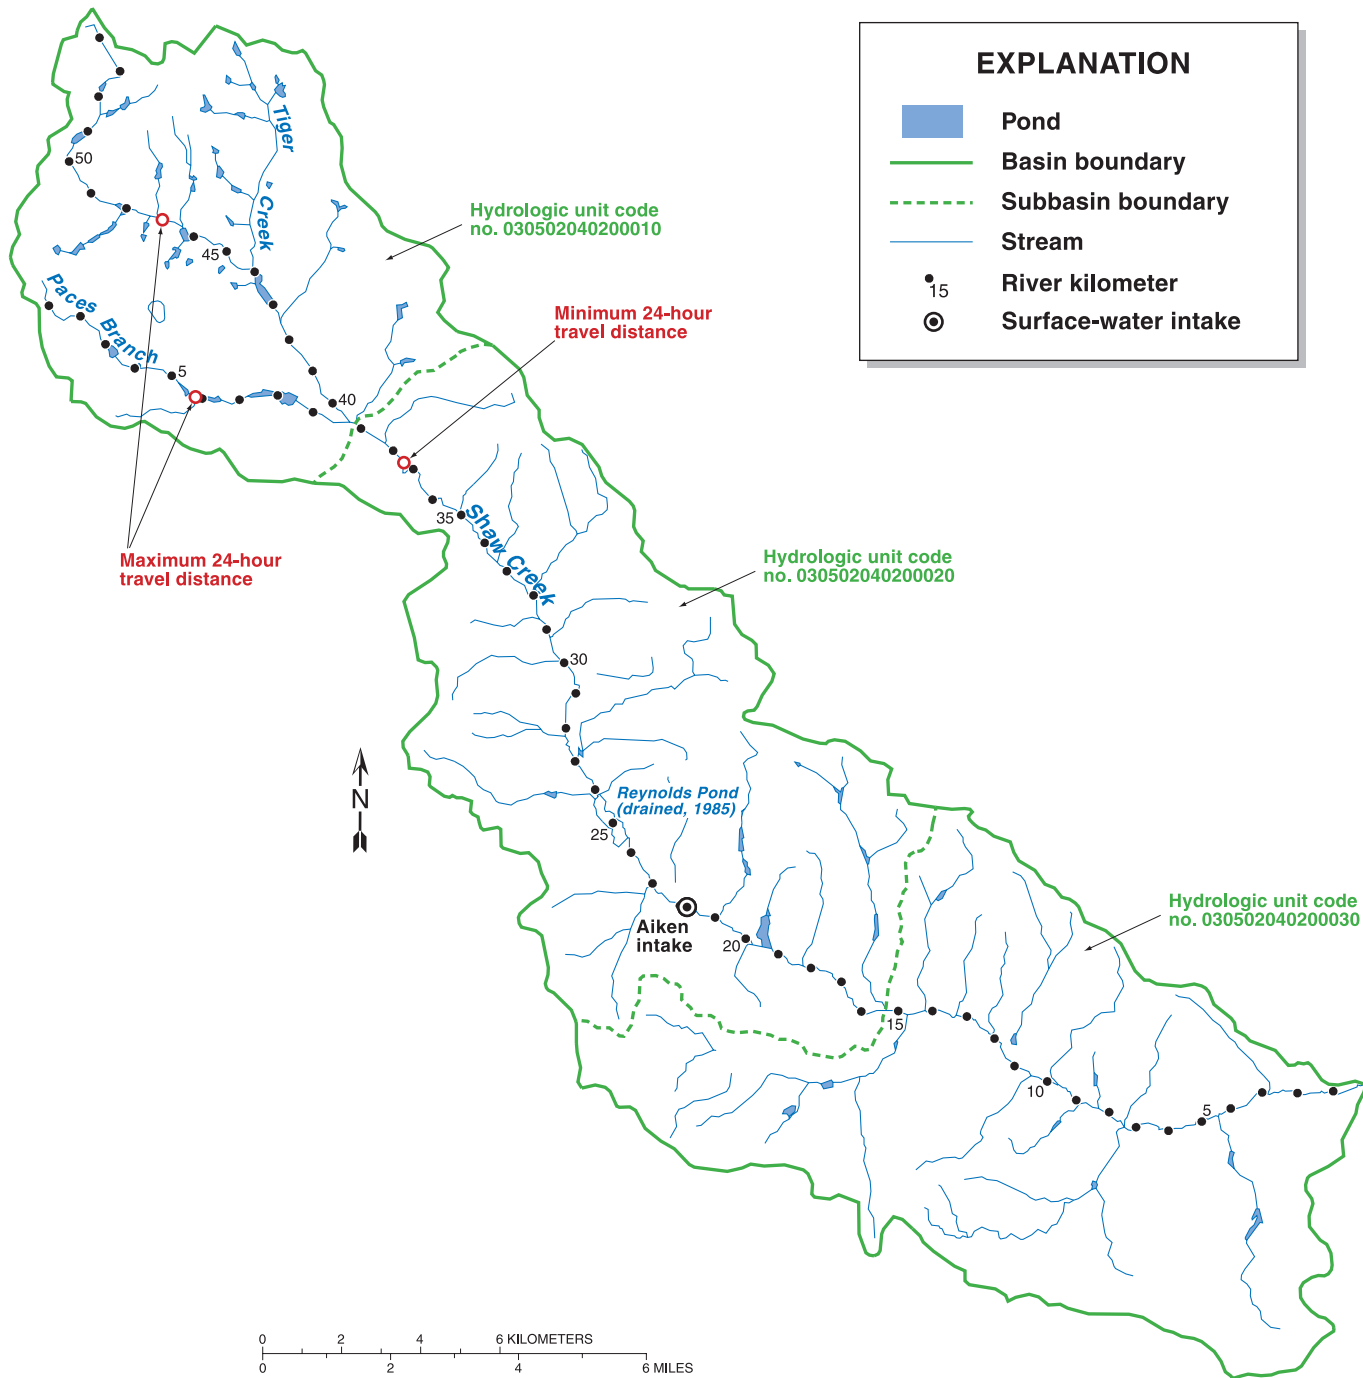 EXPLANATION
Pond
Basin boundary
Subbasin boundary
Stream
15
River kilometer
Surface-water intake
Tiger
Creek
50
45
Hydrologic unit code
no. 030502040200010
Paces Branch
5
40
Minimum 24-hour
travel distance
Maximum 24-hour
travel distance
35
Shaw Creek
Hydrologic unit code
no. 030502040200020
30
N
Reynolds Pond
(drained, 1985)
25
Aiken
intake
20
Hydrologic unit code
no. 030502040200030
15
10
5
0 2 4 6 KILOMETERS
0 2 4 6 MILES